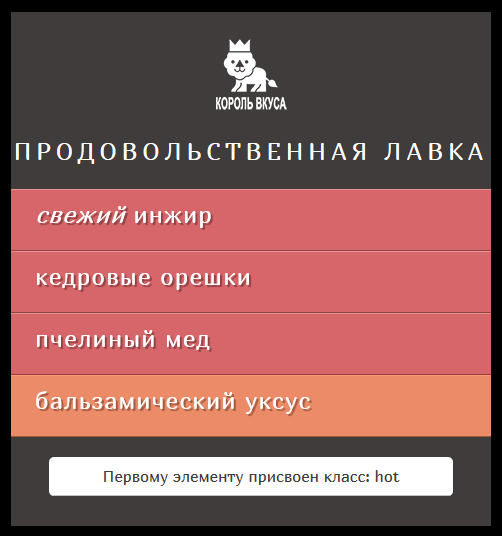 КОРОЛЬ ВКУСА
ПРОДОВОЛЬСТВЕННАЯ ЛАВКА
свежий инжир
кедровые орешки
пчелиный мед
бальзамический уксус
Первому элементу присвоен класс: hot